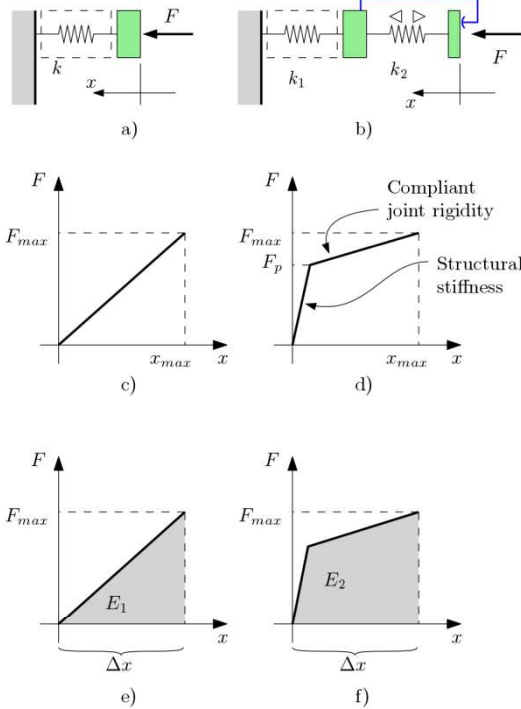 F
k
x
a)
k1
k2
F
x
b)
F
Fmax
xmax
x
c)
F
Compliant
joint rigidity
Fmax
Fp
Structural
stiffness
xmax
x
d)
F
Fmax
E1
x
Δx
e)
F
Fmax
E2
x
Δx
f)